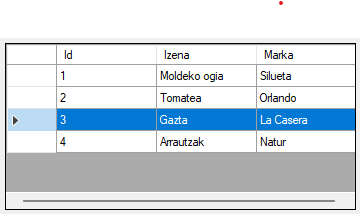 Id Izena Marka
1 Moldeko ogia Silueta
2 Tomatea Orlando
3 Gazta La Casera
4 Arrautzak Natur